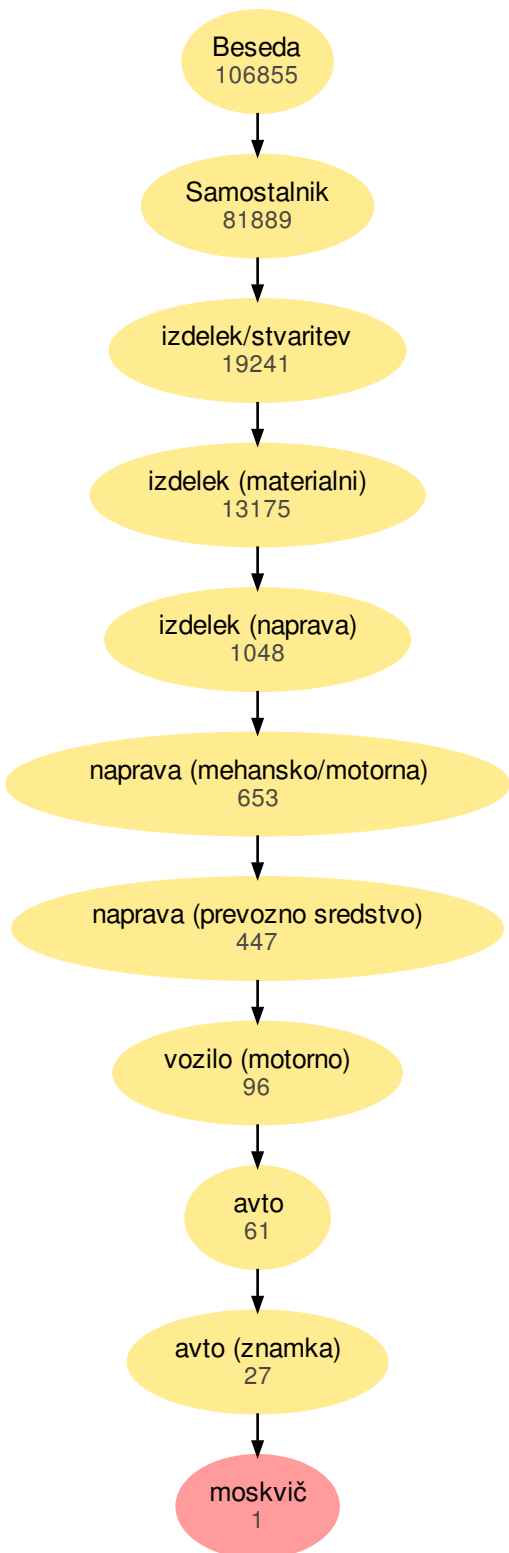 Beseda
106855
Samostalnik
81889
izdelek/stvaritev
19241
izdelek (materialni)
13175
izdelek (naprava)
1048
naprava (mehansko/motorna)
653
naprava (prevozno sredstvo)
447
vozilo (motorno)
96
avto
61
avto (znamka)
27
moskvič
1